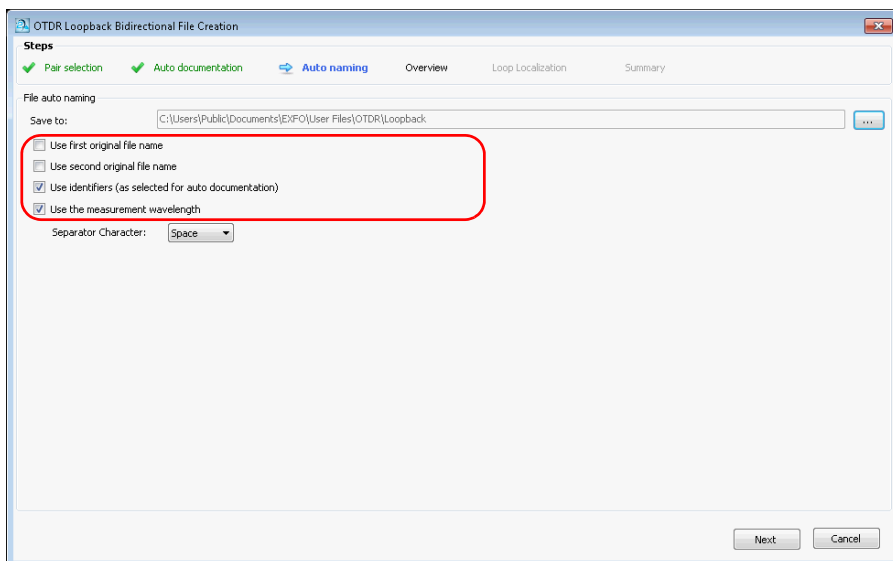 OTDR Loopback Bidirectional File Creation
Steps
Pair selection Auto documentation Auto naming Overview Loop Localization Summary
File auto naming
Save to: C:\Users\Public\Documents\EXFO\User Files\OTDR\Loopback ...
Use first original file name
Use second original file name
Use identifiers (as selected for auto documentation)
Use the measurement wavelength
Separator Character: Space
Next Cancel